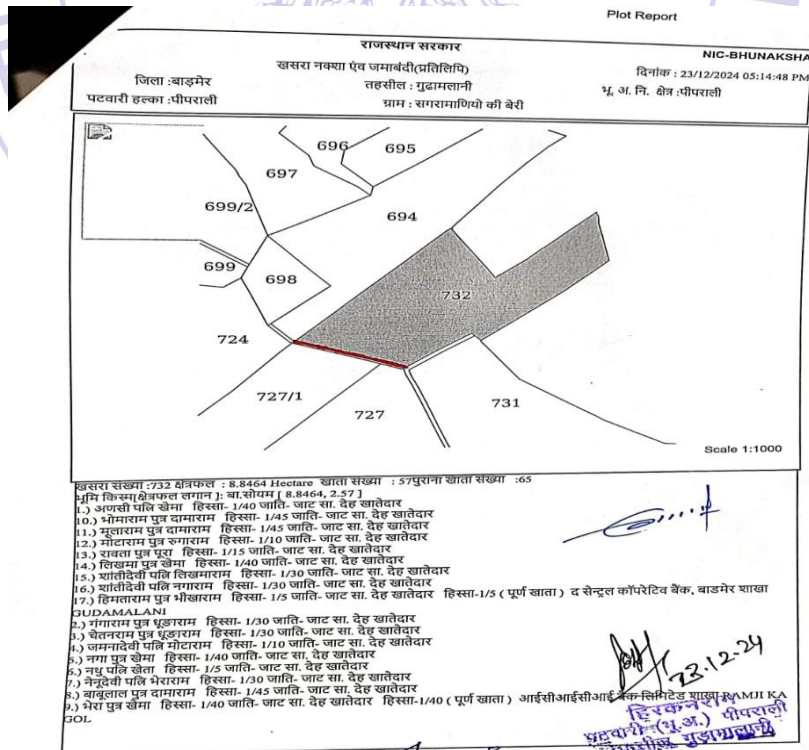 Plot Report
राजस्थान सरकार
NIC-BHUNAKSHA
खसरा नक्शा एंव जमाबंदी(प्रतिलिपि)
जिला :बाड़मेर
तहसील : गुढामलानी
दिनांक : 23/12/2024 05:14:48 PM
पटवारी हल्का :पीपराली
ग्राम : सगरामाणियो की बेरी
भू. अ. नि. क्षेत्र :पीपराली
696
695
697
699/2
694
699
698
732
724
727/1
727
731
Scale 1:1000
खसरा संख्या :732 क्षेत्रफल : 8.8464 Hectare खाता संख्या : 57पुराना खाता संख्या :65
भूमि किस्म[क्षेत्रफल लगान ]: बा.सोयम [ 8.8464, 2.57 ]
1.) अणसी पत्नि खेमा हिस्सा- 1/40 जाति- जाट सा. देह खातेदार
10.) भोमाराम पुत्र दामाराम हिस्सा- 1/45 जाति- जाट सा. देह खातेदार
11.) मूलाराम पुत्र दामाराम हिस्सा- 1/45 जाति- जाट सा. देह खातेदार
12.) मोटाराम पुत्र रुगाराम हिस्सा- 1/10 जाति- जाट सा. देह खातेदार
13.) रावता पुत्र पूरा हिस्सा- 1/15 जाति- जाट सा. देह खातेदार
14.) लिखमा पुत्र खेमा हिस्सा- 1/40 जाति- जाट सा. देह खातेदार
15.) शांतीदेवी पत्नि लिखमाराम हिस्सा- 1/30 जाति- जाट सा. देह खातेदार
16.) शांतीदेवी पत्नि नगाराम हिस्सा- 1/30 जाति- जाट सा. देह खातेदार
17.) हिमताराम पुत्र भीखाराम हिस्सा- 1/5 जाति- जाट सा. देह खातेदार हिस्सा-1/5 ( पूर्ण खाता ) द सेन्ट्रल कॉपरेटिव बैंक, बाडमेर शाखा
GUDAMALANI
2.) गंगाराम पुत्र धूड़ाराम हिस्सा- 1/30 जाति- जाट सा. देह खातेदार
3.) चेतनराम पुत्र धूड़ाराम हिस्सा- 1/30 जाति- जाट सा. देह खातेदार
4.) जमनादेवी पत्नि मोटाराम हिस्सा- 1/10 जाति- जाट सा. देह खातेदार
5.) नगा पुत्र खेमा हिस्सा- 1/40 जाति- जाट सा. देह खातेदार
6.) नथु पत्नि खेता हिस्सा- 1/5 जाति- जाट सा. देह खातेदार
7.) नेनूदेवी पत्नि भेराराम हिस्सा- 1/30 जाति- जाट सा. देह खातेदार
8.) बाबूलाल पुत्र दामाराम हिस्सा- 1/45 जाति- जाट सा. देह खातेदार
9.) भेरा पुत्र खेमा हिस्सा- 1/40 जाति- जाट सा. देह खातेदार हिस्सा-1/40 ( पूर्ण खाता ) आईसीआईसीआई बैंक लिमिटेड शाखा RAMJI KA
GOL
23.12-24
पटवारी (भू.अ.) पीपराली